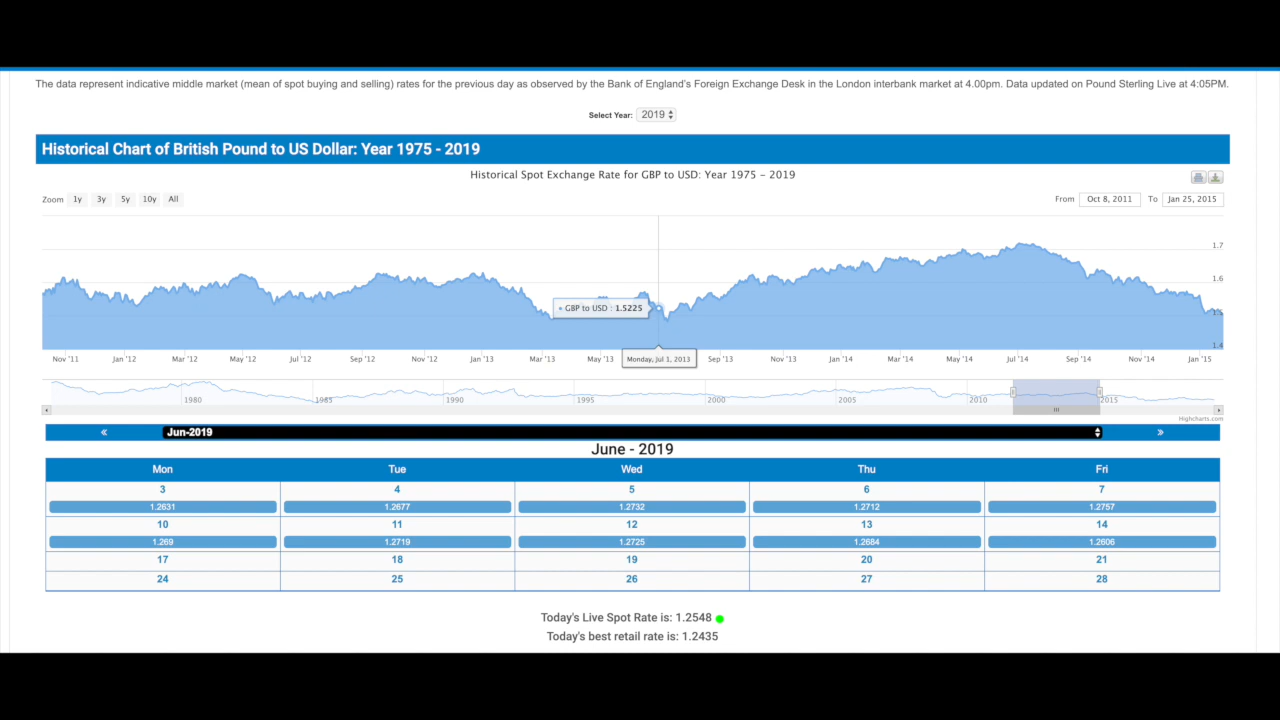 The data represent indicative middle market (mean of spot buying and selling) rates for the previous day as observed by the Bank of England's Foreign Exchange Desk in the London interbank market at 4.00pm. Data updated on Pound Sterling Live at 4:05PM.
Select Year: 2019
Historical Chart of British Pound to US Dollar: Year 1975 - 2019
Historical Spot Exchange Rate for GBP to USD: Year 1975 – 2019
Zoom 1y 3y 5y 10y All From Oct 8, 2011 To Jan 25, 2015
1.7
1.6
GBP to USD : 1.5225
1.5
1.4
Nov '11 Jan '12 Mar '12 May '12 Jul '12 Sep '12 Nov '12 Jan '13 Mar '13 May '13 Monday, Jul 1, 2013 Sep '13 Nov '13 Jan '14 Mar '14 May '14 Jul '14 Sep '14 Nov '14 Jan '15
1980 1985 1990 1995 2000 2005 2010 2015
Highcharts.com
« Jun-2019 »
June - 2019
Mon Tue Wed Thu Fri
3 4 5 6 7
1.2631 1.2677 1.2732 1.2712 1.2757
10 11 12 13 14
1.269 1.2719 1.2725 1.2684 1.2606
17 18 19 20 21
24 25 26 27 28
Today's Live Spot Rate is: 1.2548
Today's best retail rate is: 1.2435